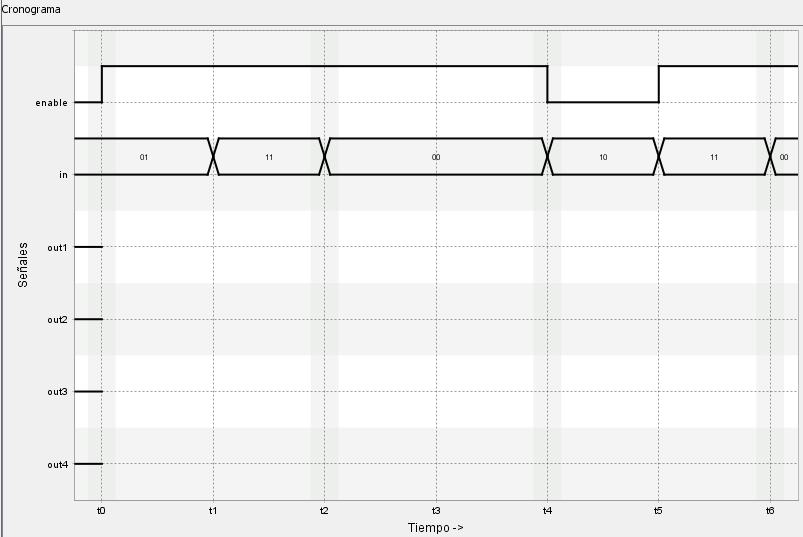 Cronograma
enable
01 11 00 10 11 00
in
out1
Señales
out2
out3
out4
t0 t1 t2 t3 t4 t5 t6
Tiempo ->